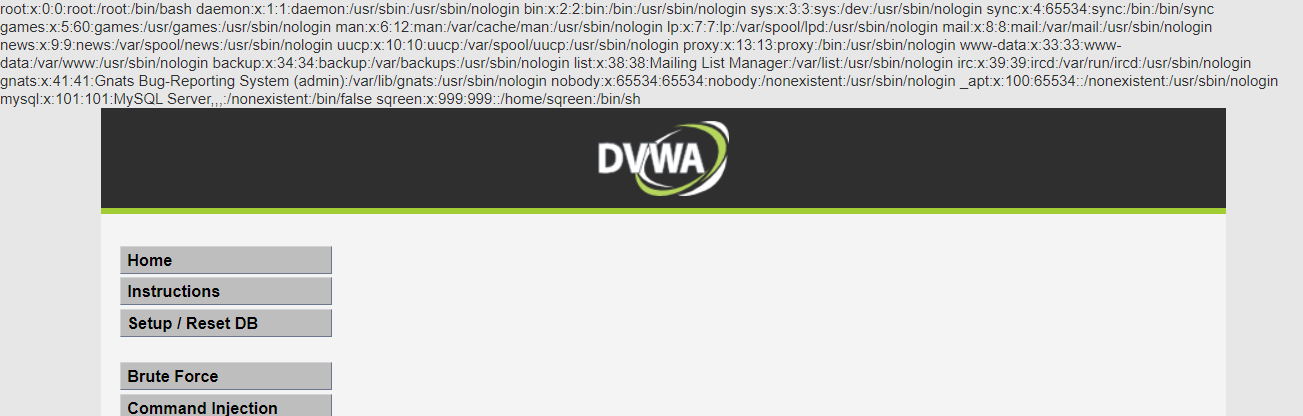 root:x:0:0:root:/root:/bin/bash daemon:x:1:1:daemon:/usr/sbin:/usr/sbin/nologin bin:x:2:2:bin:/bin:/usr/sbin/nologin sys:x:3:3:sys:/dev:/usr/sbin/nologin sync:x:4:65534:sync:/bin:/bin/sync
games:x:5:60:games:/usr/games:/usr/sbin/nologin man:x:6:12:man:/var/cache/man:/usr/sbin/nologin lp:x:7:7:lp:/var/spool/lpd:/usr/sbin/nologin mail:x:8:8:mail:/var/mail:/usr/sbin/nologin
news:x:9:9:news:/var/spool/news:/usr/sbin/nologin uucp:x:10:10:uucp:/var/spool/uucp:/usr/sbin/nologin proxy:x:13:13:proxy:/bin:/usr/sbin/nologin www-data:x:33:33:www-
data:/var/www:/usr/sbin/nologin backup:x:34:34:backup:/var/backups:/usr/sbin/nologin list:x:38:38:Mailing List Manager:/var/list:/usr/sbin/nologin irc:x:39:39:ircd:/var/run/ircd:/usr/sbin/nologin
gnats:x:41:41:Gnats Bug-Reporting System (admin):/var/lib/gnats:/usr/sbin/nologin nobody:x:65534:65534:nobody:/nonexistent:/usr/sbin/nologin _apt:x:100:65534::/nonexistent:/usr/sbin/nologin
mysql:x:101:101:MySQL Server,,,:/nonexistent:/bin/false sqreen:x:999:999::/home/sqreen:/bin/sh
DVWA
Home
Instructions
Setup / Reset DB
Brute Force
Command Injection